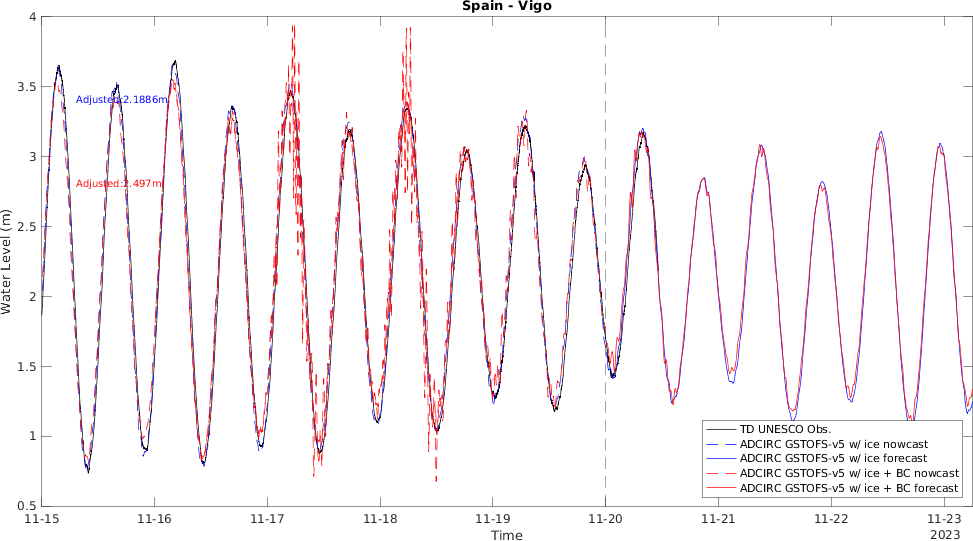 Spain - Vigo
4
3.5
3
2.5
2
1.5
1
0.5
Water Level (m)
Adjusted:2.1886m
Adjusted:2.497m
TD UNESCO Obs.
ADCIRC GSTOFS-v5 w/ ice nowcast
ADCIRC GSTOFS-v5 w/ ice forecast
ADCIRC GSTOFS-v5 w/ ice + BC nowcast
ADCIRC GSTOFS-v5 w/ ice + BC forecast
11-15 11-16 11-17 11-18 11-19 11-20 11-21 11-22 11-23
Time 2023